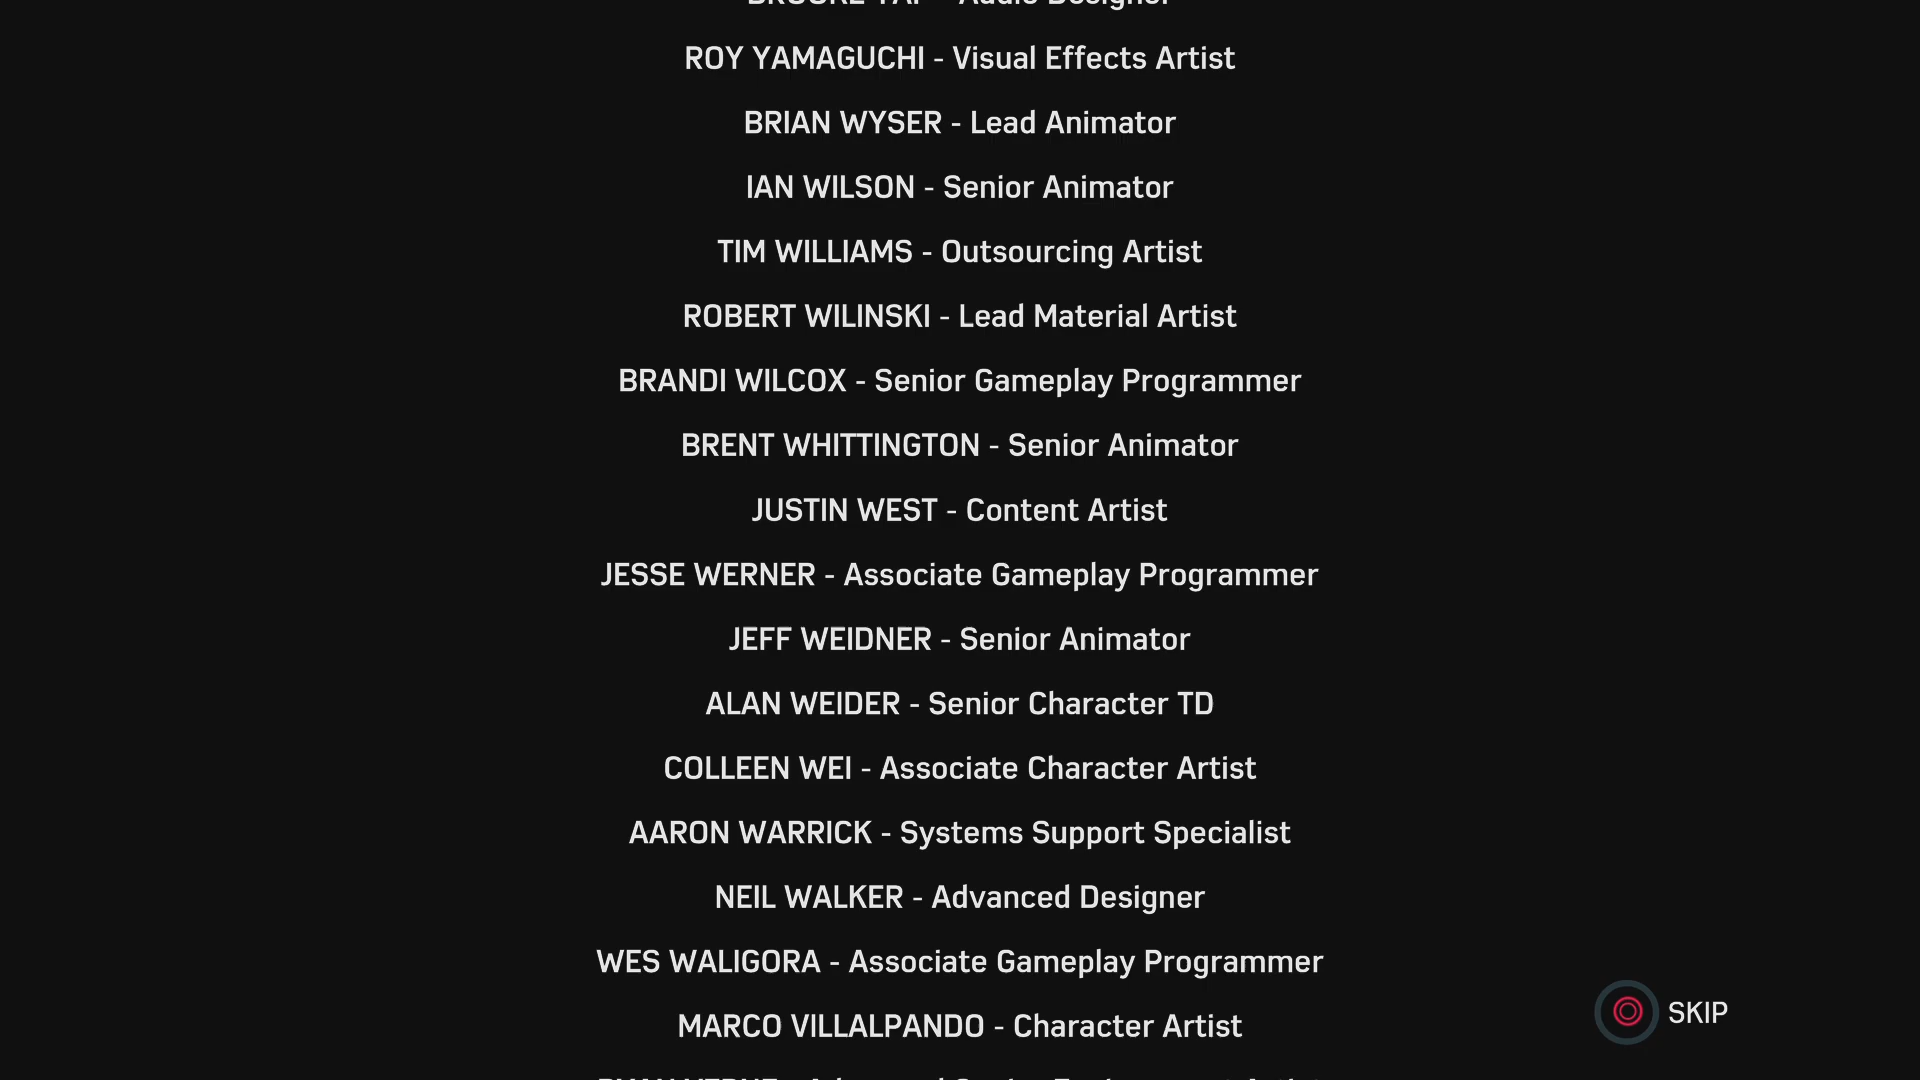 ROY YAMAGUCHI - Visual Effects Artist
BRIAN WYSER - Lead Animator
IAN WILSON - Senior Animator
TIM WILLIAMS - Outsourcing Artist
ROBERT WILINSKI - Lead Material Artist
BRANDI WILCOX - Senior Gameplay Programmer
BRENT WHITTINGTON - Senior Animator
JUSTIN WEST - Content Artist
JESSE WERNER - Associate Gameplay Programmer
JEFF WEIDNER - Senior Animator
ALAN WEIDER - Senior Character TD
COLLEEN WEI - Associate Character Artist
AARON WARRICK - Systems Support Specialist
NEIL WALKER - Advanced Designer
WES WALIGORA - Associate Gameplay Programmer
MARCO VILLALPANDO - Character Artist
SKIP